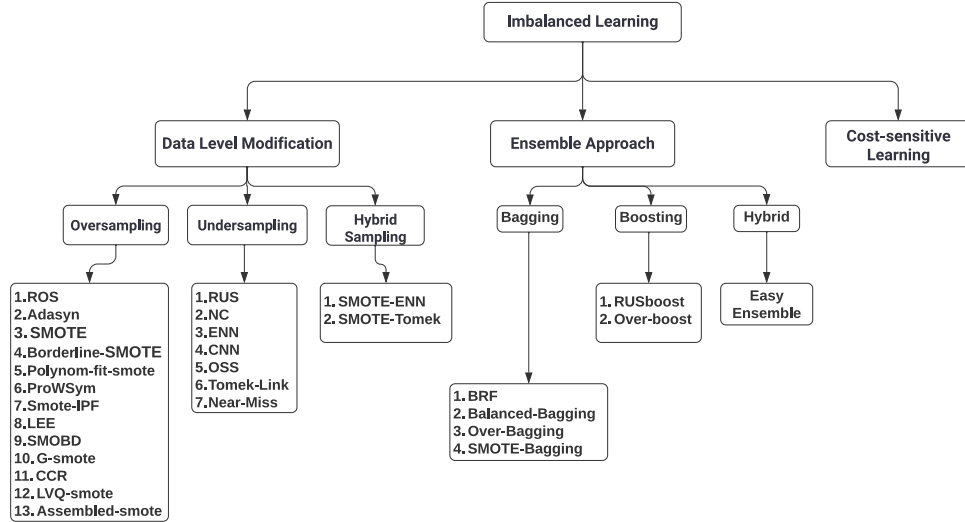 Imbalanced Learning
Data Level Modification
Ensemble Approach
Cost-sensitive
Learning
Oversampling
Undersampling
Hybrid
Sampling
Bagging
Boosting
Hybrid
1.ROS
2.Adasyn
3.SMOTE
4.Borderline-SMOTE
5.Polynom-fit-smote
6.ProWSym
7.Smote-IPF
8.LEE
9.SMOBD
10.G-smote
11.CCR
12.LVQ-smote
13.Assembled-smote
1.RUS
2.NC
3.ENN
4.CNN
5.OSS
6.Tomek-Link
7.Near-Miss
1. SMOTE-ENN
2. SMOTE-Tomek
1. BRF
2. Balanced-Bagging
3. Over-Bagging
4. SMOTE-Bagging
1. RUSboost
2. Over-boost
Easy
Ensemble